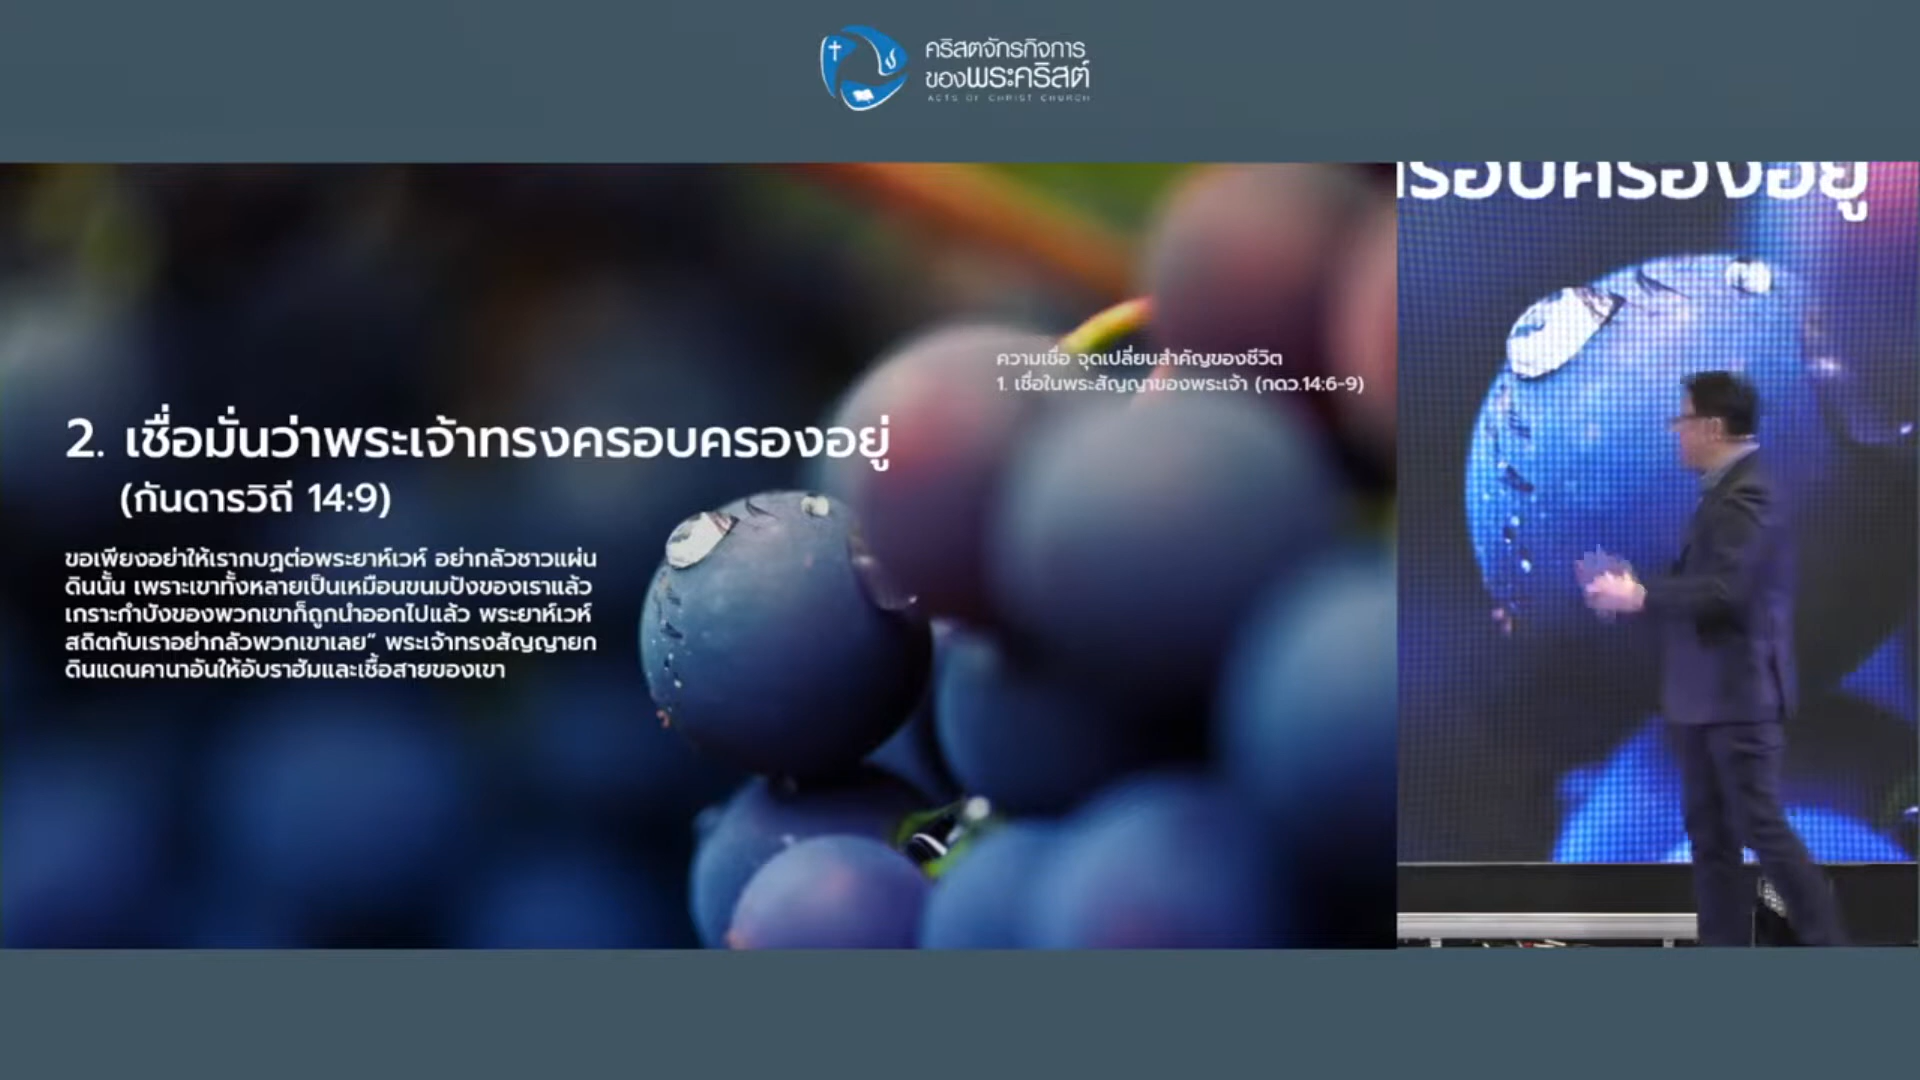 คริสตจักรกิจการ
ของพระคริสต์
ACTS OF CHRIST CHURCH
รอบครองอยู่
ความเชื่อ จุดเปลี่ยนสำคัญของชีวิต
1. เชื่อในพระสัญญาของพระเจ้า (กดว.14:6-9)
2. เชื่อมั่นว่าพระเจ้าทรงครอบครองอยู่
(กันดารวิถี 14:9)
ขอเพียงอย่าให้เรากบฏต่อพระยาห์เวห์ อย่ากลัวชาวแผ่น
ดินนั้น เพราะเขาทั้งหลายเป็นเหมือนขนมปังของเราแล้ว
เกราะกำบังของพวกเขาก็ถูกนำออกไปแล้ว พระยาห์เวห์
สถิตกับเราอย่ากลัวพวกเขาเลย” พระเจ้าทรงสัญญายก
ดินแดนคานาอันให้อับราฮัมและเชื้อสายของเขา